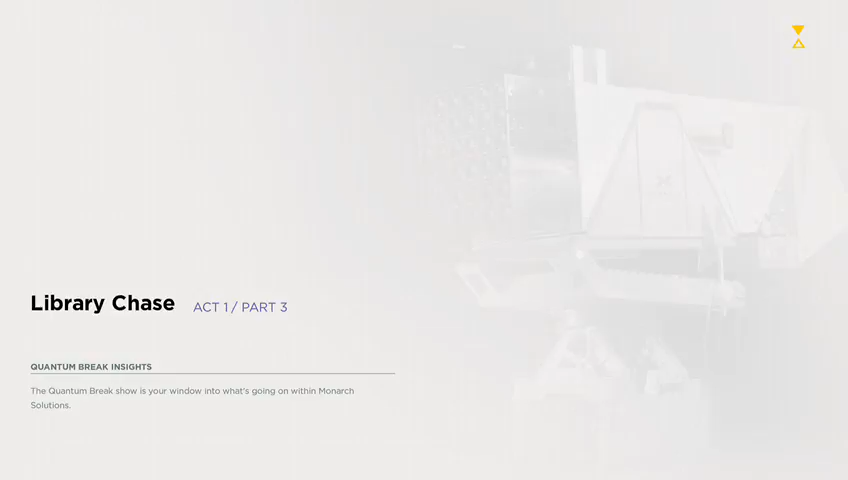 Library Chase ACT 1 / PART 3
QUANTUM BREAK INSIGHTS
The Quantum Break show is your window into what's going on within Monarch
Solutions.